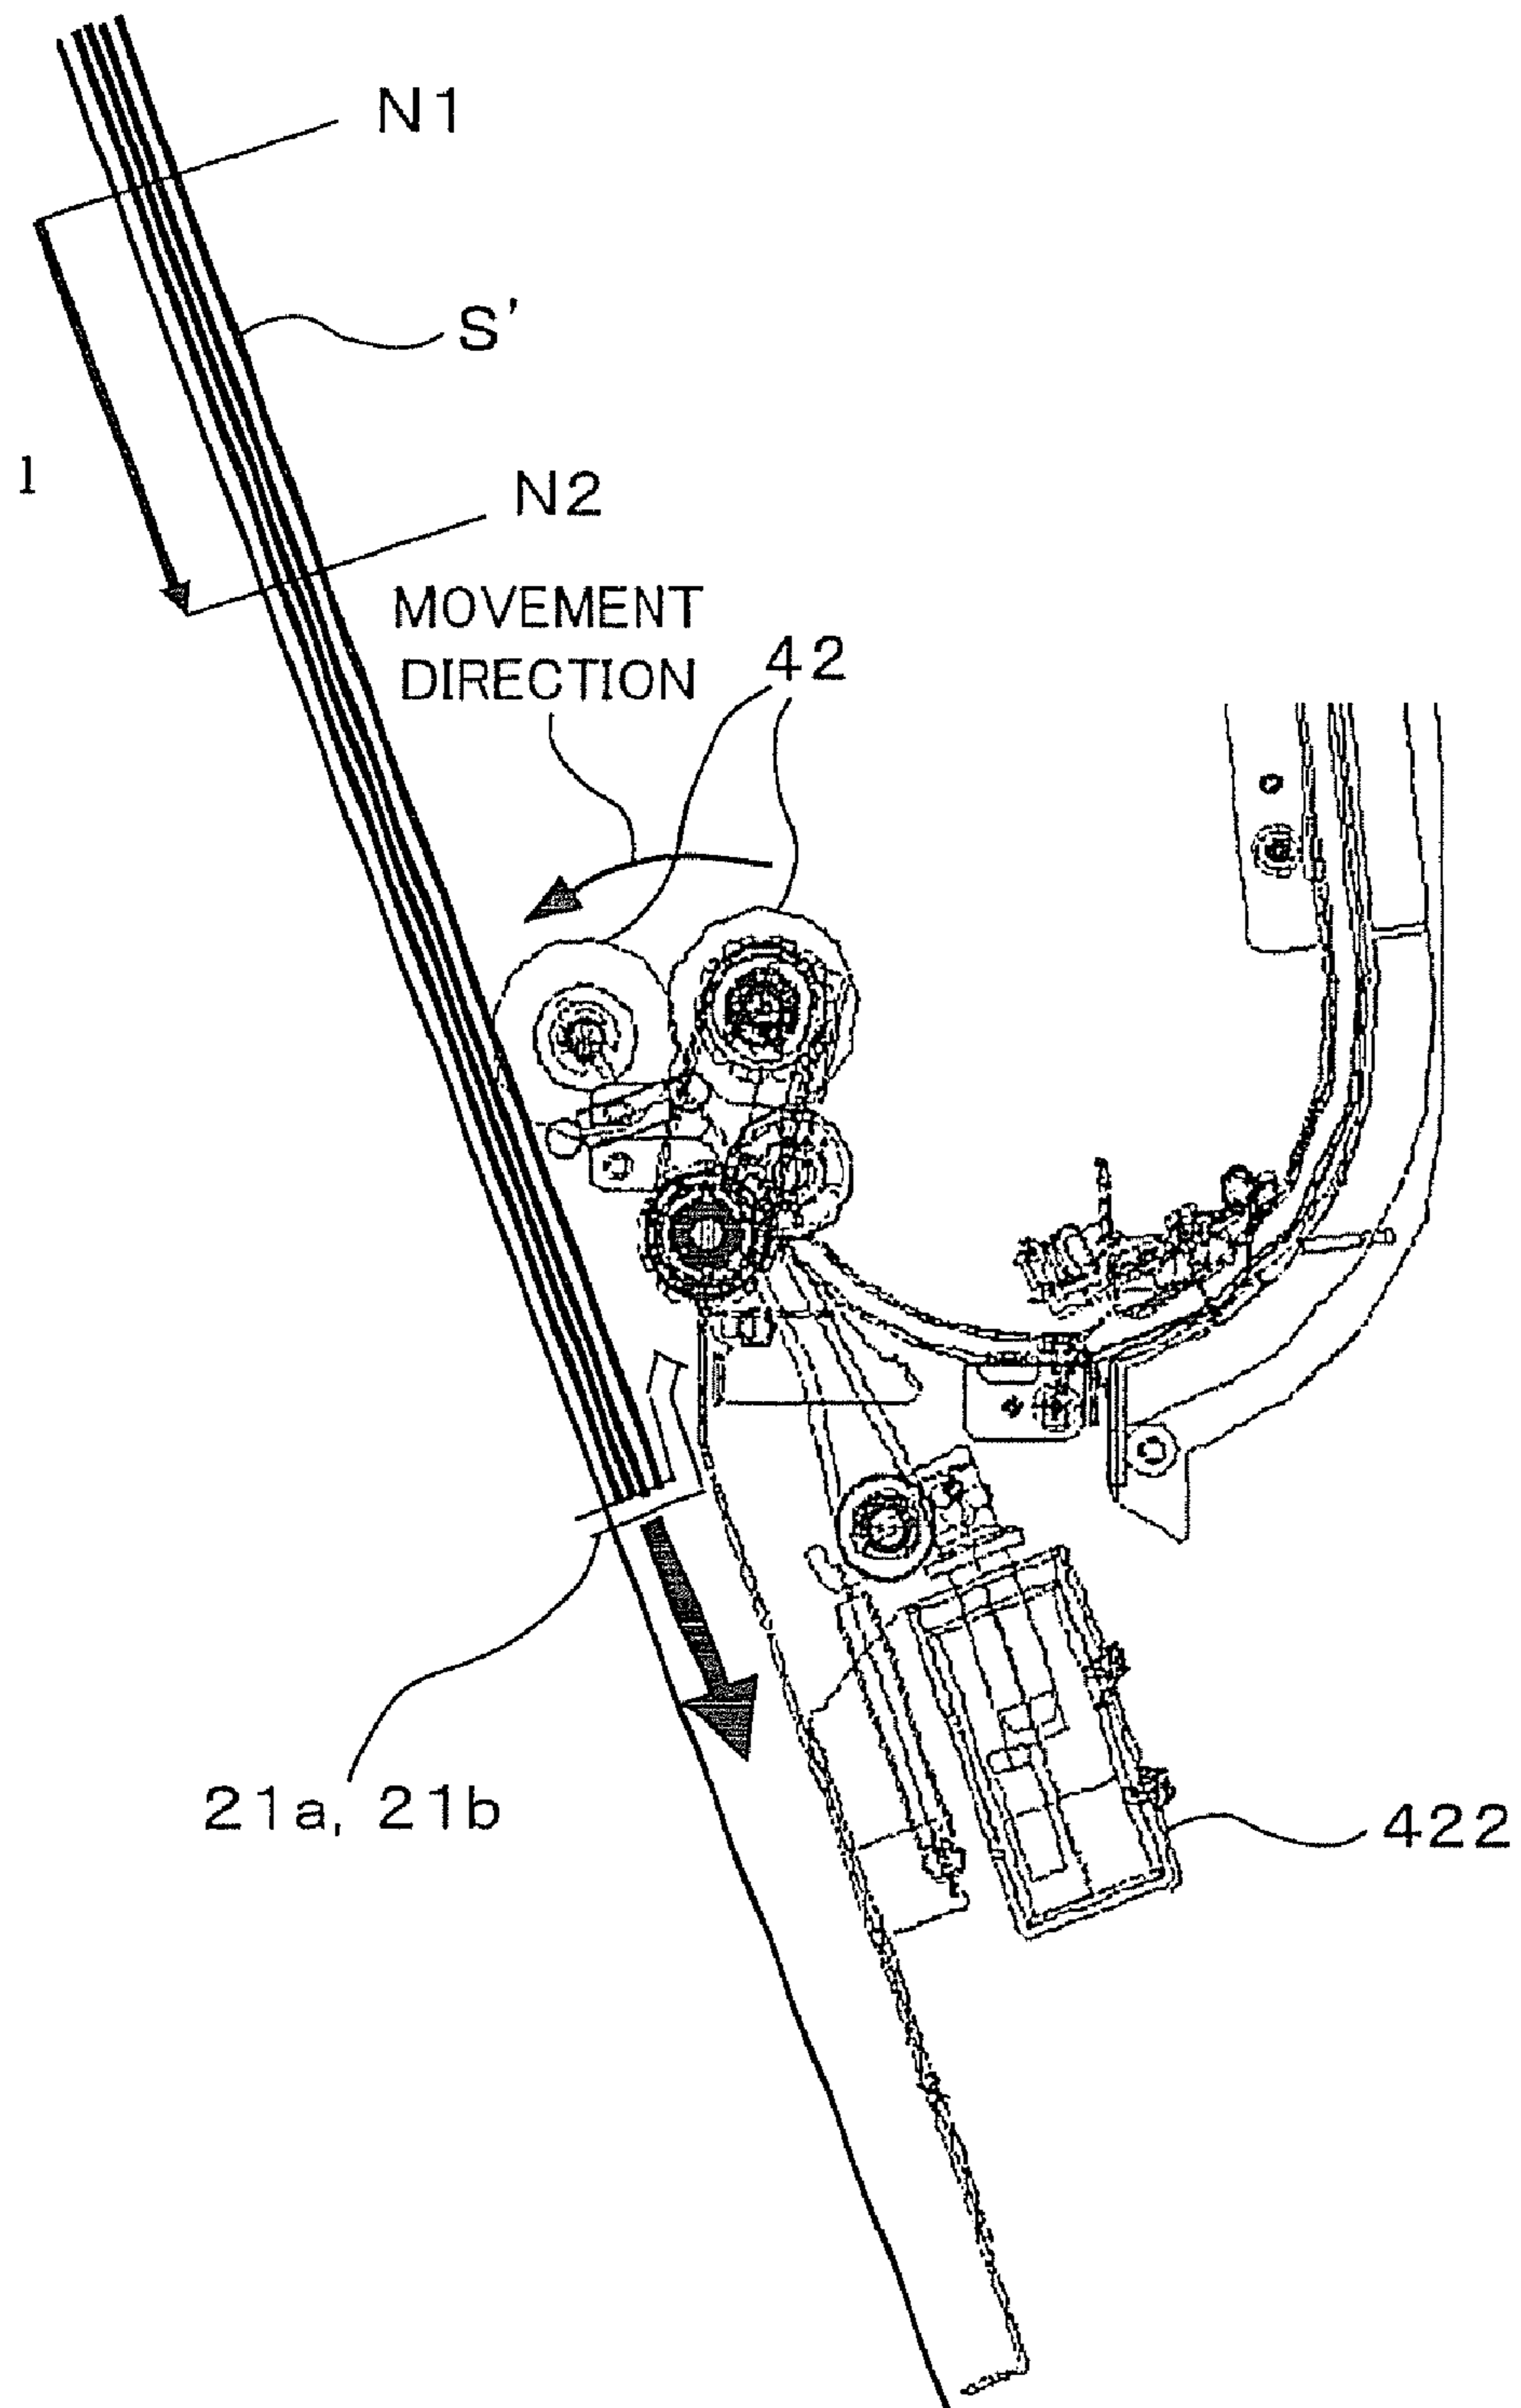 N1
S'
l
N2
MOVEMENT
DIRECTION
42
21a, 21b
422